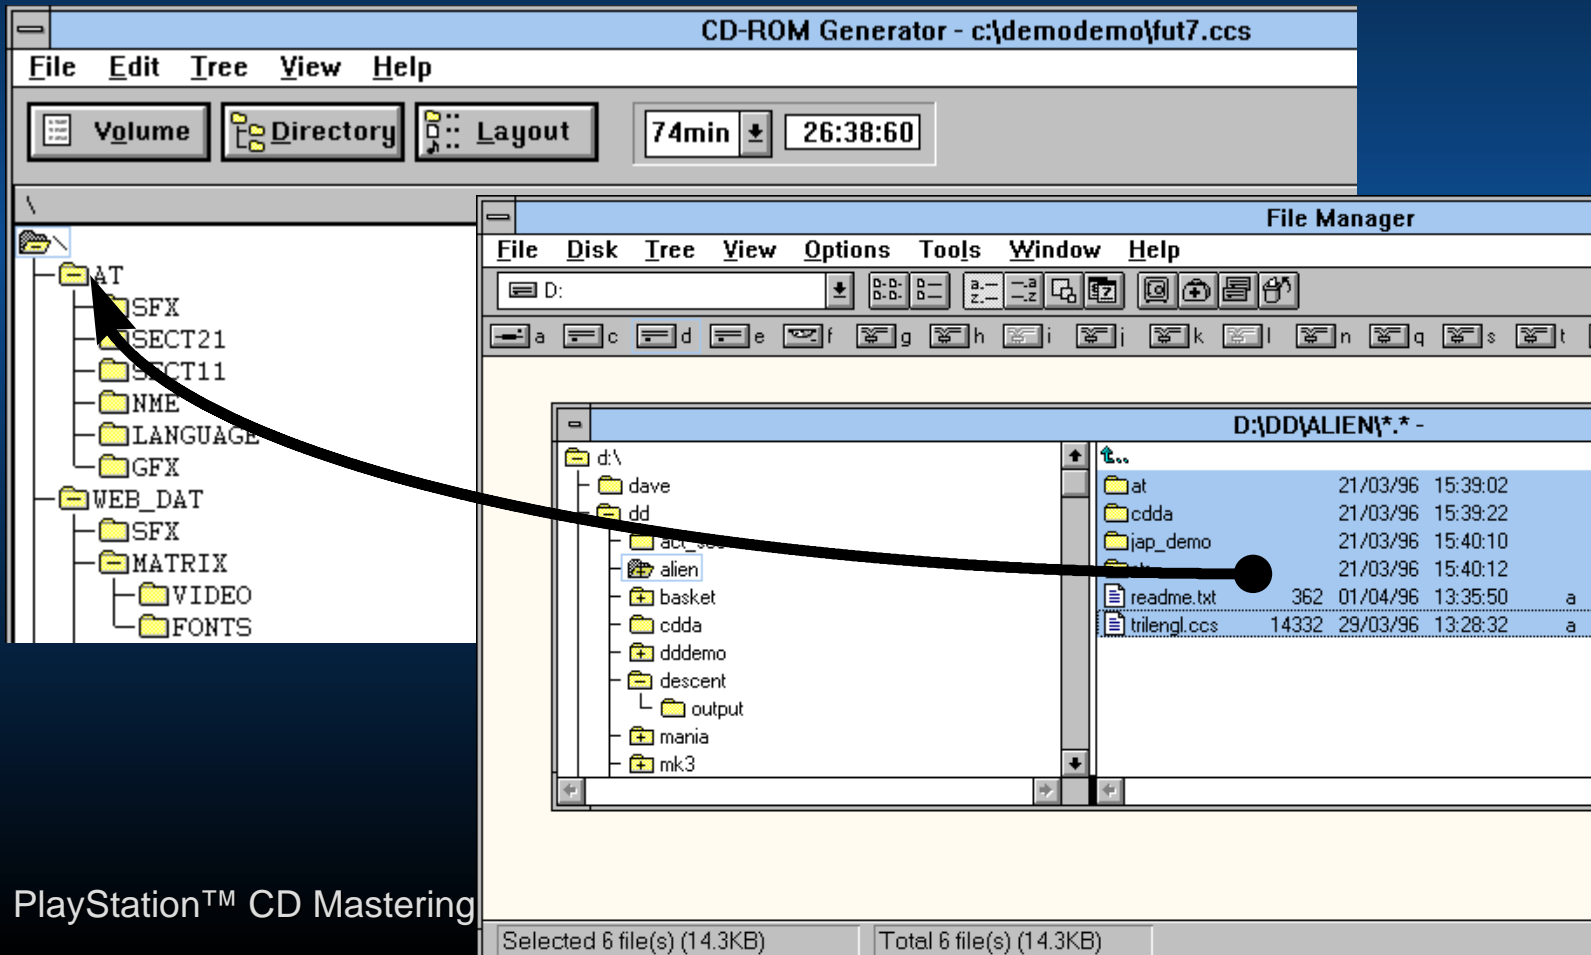 CD-ROM Generator - c:\demodemo\fut7.ccs
File Edit Tree View Help
Volume Directory Layout 74min 26:38:60
\
\
AT
SFX
SECT21
SECT11
NME
LANGUAGE
GFX
WEB_DAT
SFX
MATRIX
VIDEO
FONTS
File Manager
File Disk Tree View Options Tools Window Help
D:
a c d e f g h i j k l n q s t
D:\DD\ALIEN\*.* -
d:\
dave
dd
alien
basket
cdda
dddemo
descent
output
mania
mk3
at 21/03/96 15:39:02
cdda 21/03/96 15:39:22
jap_demo 21/03/96 15:40:10
21/03/96 15:40:12
readme.txt 362 01/04/96 13:35:50 a
trilengl.ccs 14332 29/03/96 13:28:32 a
Selected 6 file(s) (14.3KB) Total 6 file(s) (14.3KB)
PlayStation™ CD Mastering